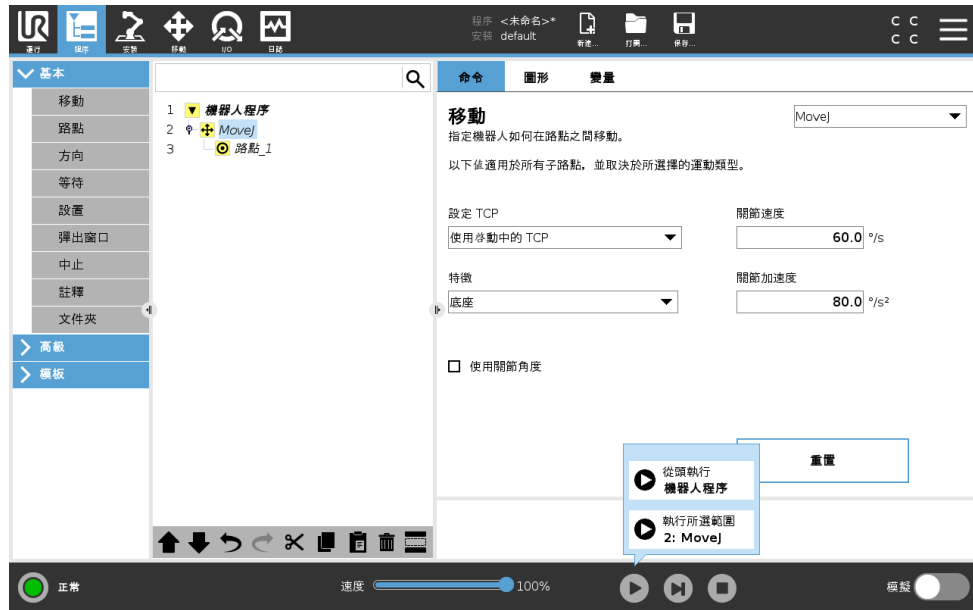 程序 <未命名>*
安裝 default
C C
C C
運行 程序 安裝 移動 I/O 日誌 新建... 打開... 保存...
基本
移動
路點
方向
等待
設置
彈出窗口
中止
註釋
文件夾
高級
模板
1 機器人程序
2 MoveJ
3 路點_1
命令 圖形 變量
移動 MoveJ
指定機器人如何在路點之間移動。
以下值適用於所有子路點，並取決於所選擇的運動類型。
設定 TCP 關節速度
使用啓動中的 TCP 60.0 °/s
特徵 關節加速度
底座 80.0 °/s²
使用關節角度
重置
從頭執行
機器人程序
執行所選範圍
2: MoveJ
正常 速度 100% 模擬